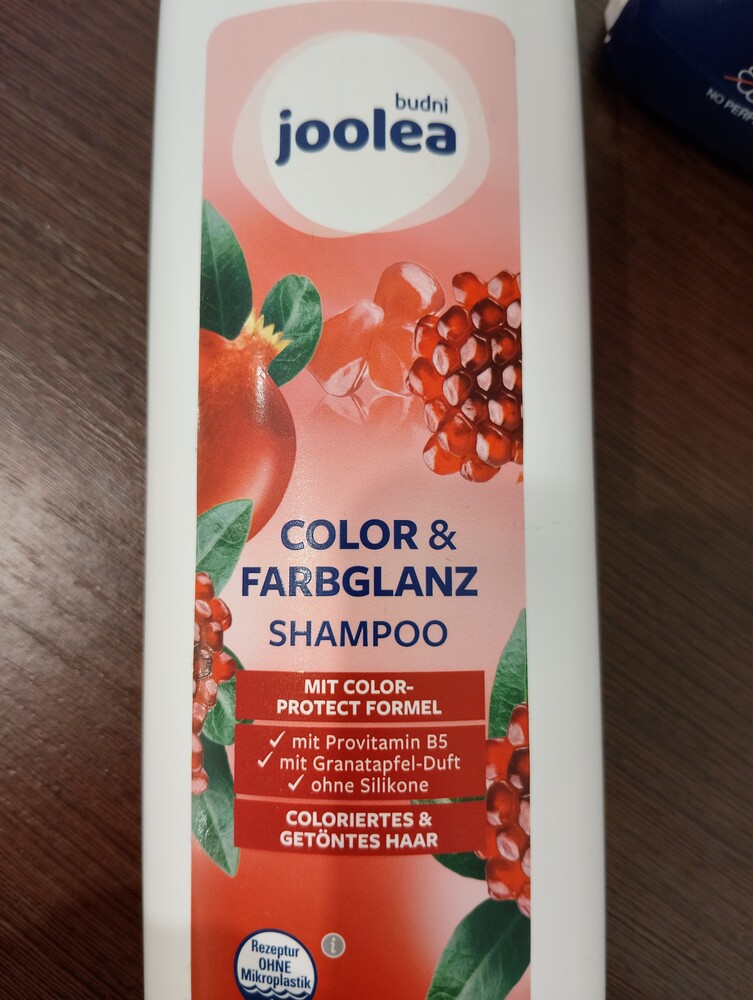 budni
joolea
NO PERF
COLOR &
FARBGLANZ
SHAMPOO
MIT COLOR-
PROTECT FORMEL
✓ mit Provitamin B5
✓ mit Granatapfel-Duft
✓ ohne Silikone
COLORIERTES &
GETÖNTES HAAR
Rezeptur
OHNE
Mikroplastik
i